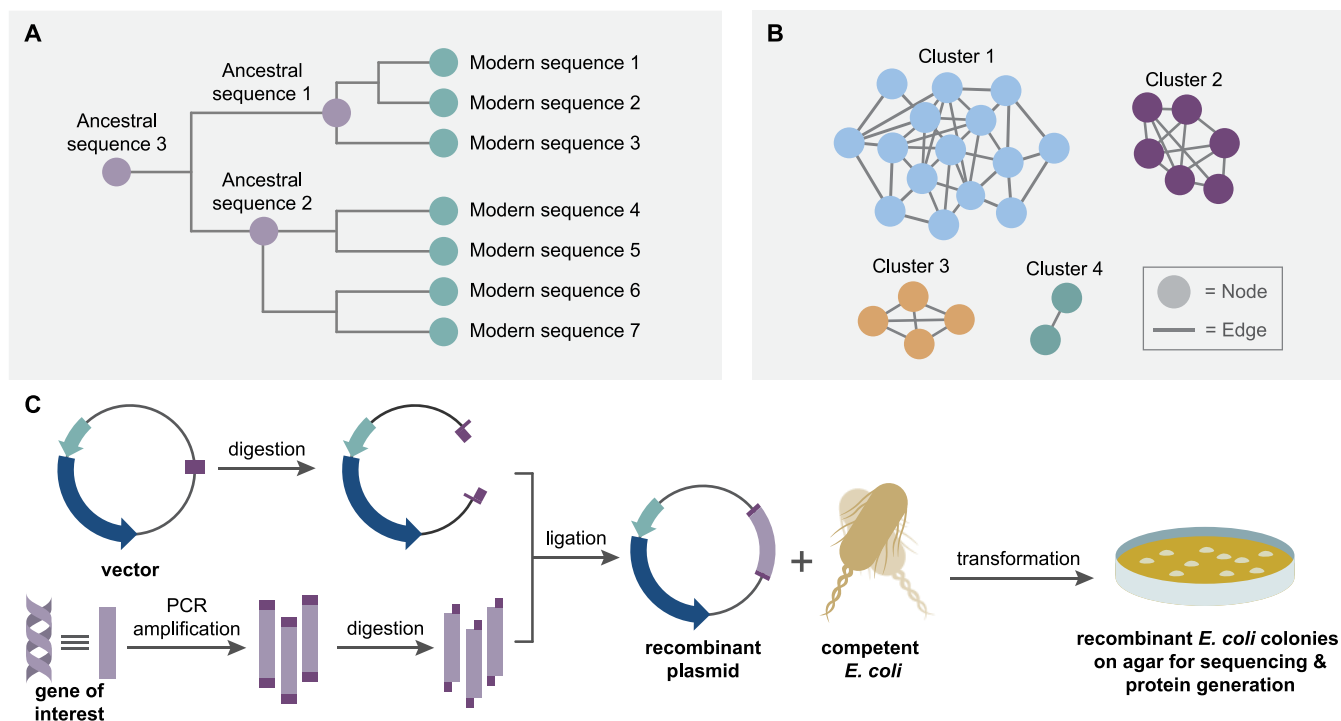 A
Ancestral
sequence 1
Ancestral
sequence 3
Ancestral
sequence 2
Modern sequence 1
Modern sequence 2
Modern sequence 3
Modern sequence 4
Modern sequence 5
Modern sequence 6
Modern sequence 7
B
Cluster 1
Cluster 2
Cluster 3
Cluster 4
= Node
= Edge
C
digestion
vector
PCR
amplification
digestion
gene of
interest
ligation
recombinant
plasmid
+
competent
E. coli
transformation
recombinant E. coli colonies
on agar for sequencing &
protein generation